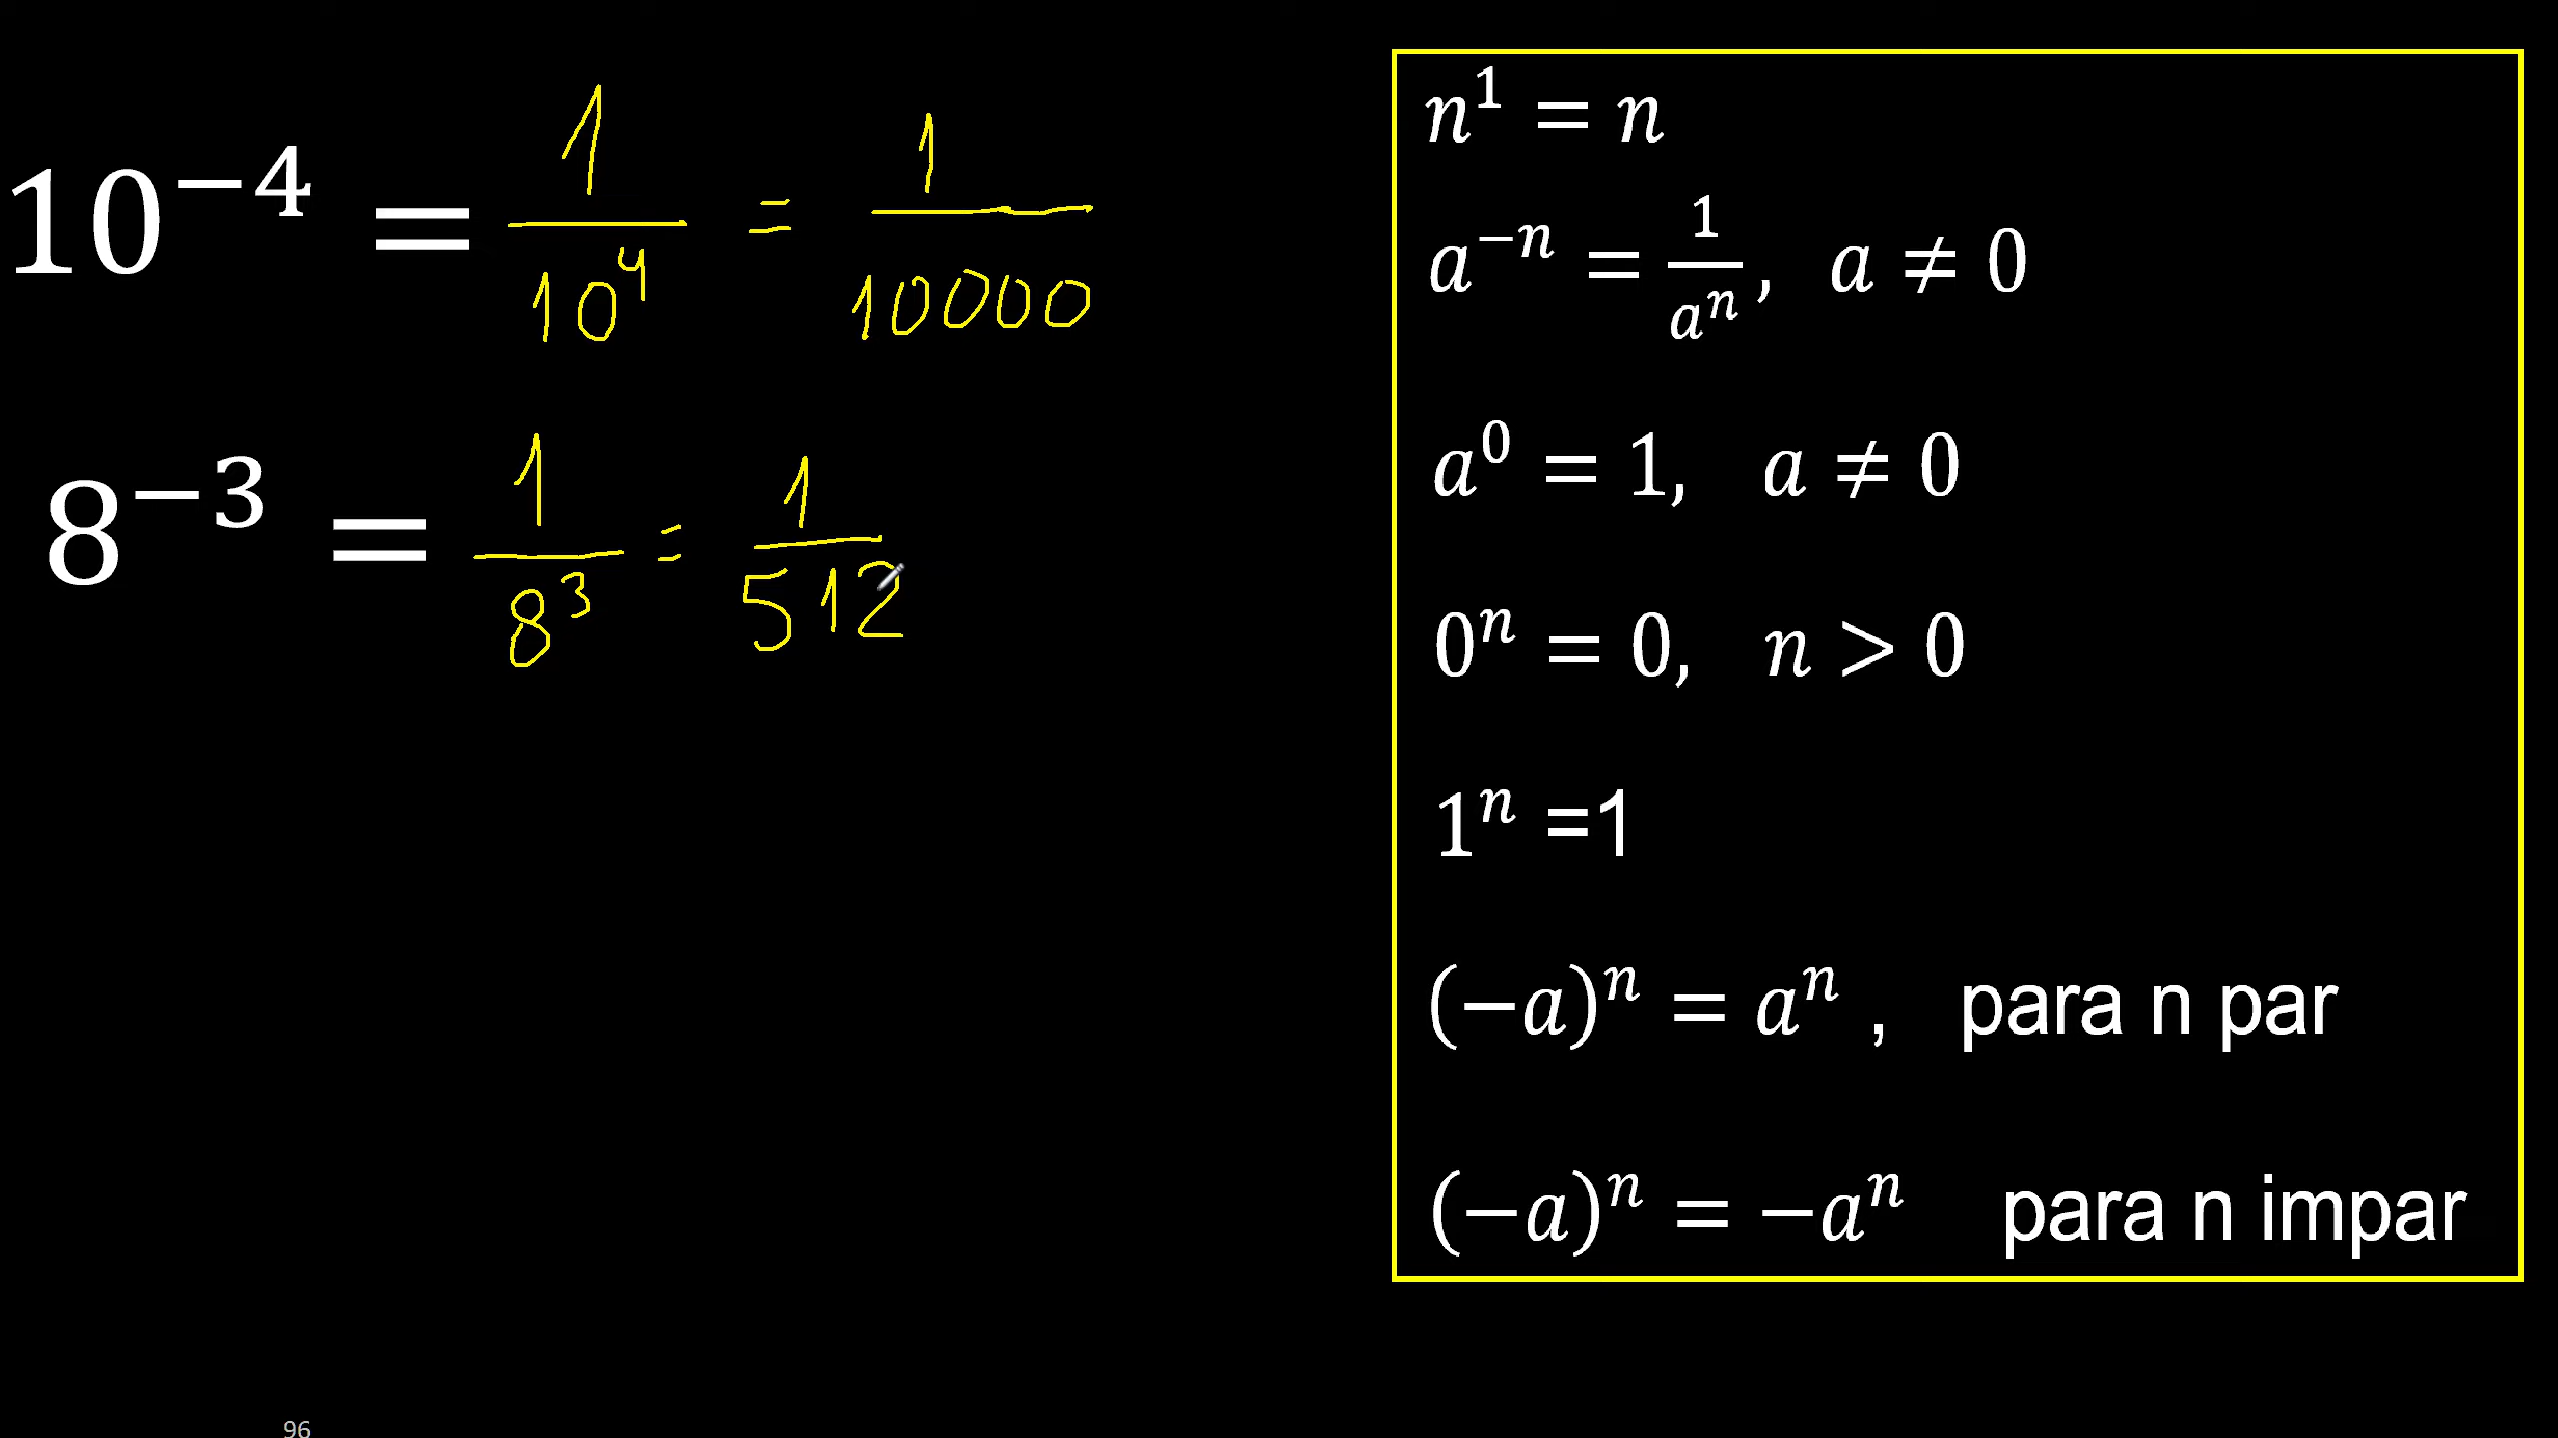 10⁻⁴ = 1/10⁴ = 1/10000
8⁻³ = 1/8³ = 1/512
n¹ = n
a⁻ⁿ = 1/aⁿ, a ≠ 0
a⁰ = 1, a ≠ 0
0ⁿ = 0, n > 0
1ⁿ =1
(−a)ⁿ = aⁿ , para n par
(−a)ⁿ = −aⁿ para n impar
96